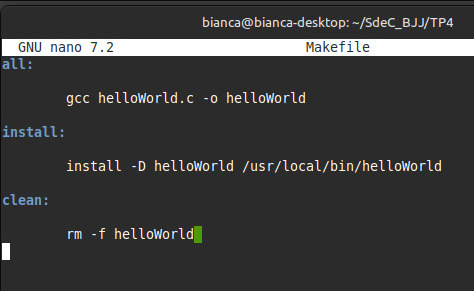 bianca@bianca-desktop: ~/SdeC_BJJ/TP4
GNU nano 7.2 Makefile
all:
gcc helloWorld.c -o helloWorld
install:
install -D helloWorld /usr/local/bin/helloWorld
clean:
rm -f helloWorld